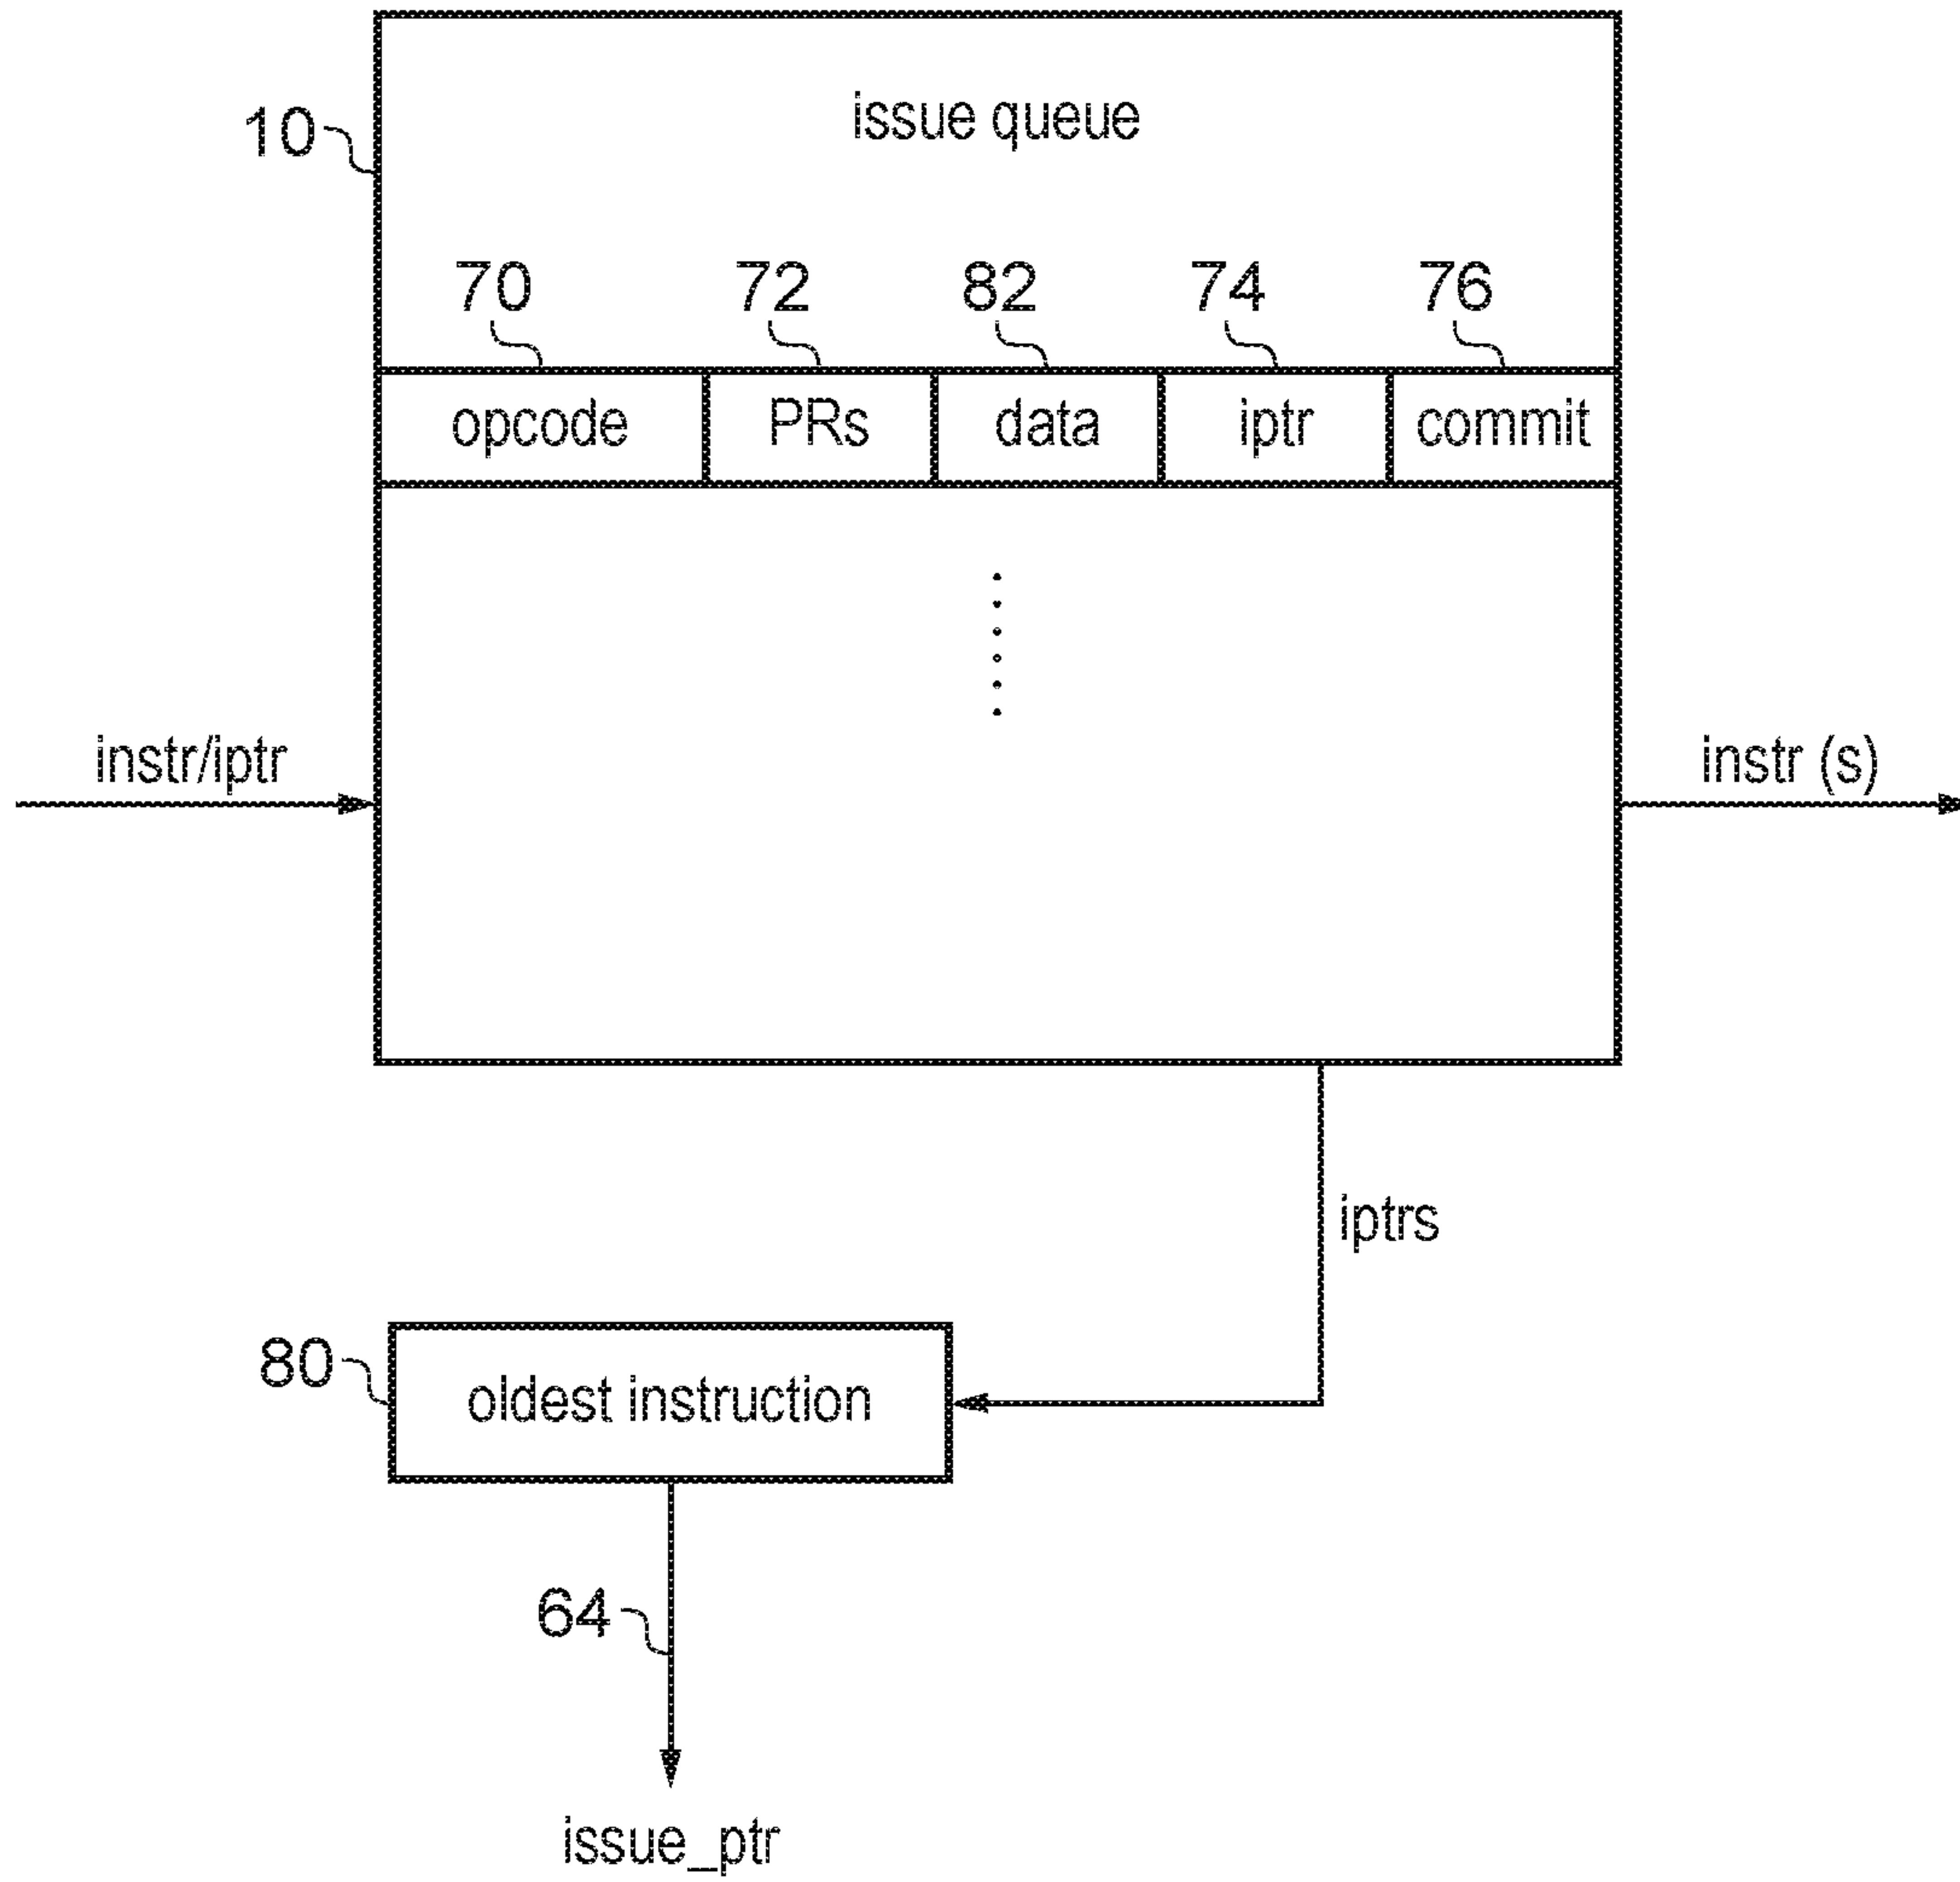 issue queue
10
70 72 82 74 76
opcode PRs data iptr commit
instr/iptr
instr (s)
iptrs
80
oldest instruction
64
issue_ptr